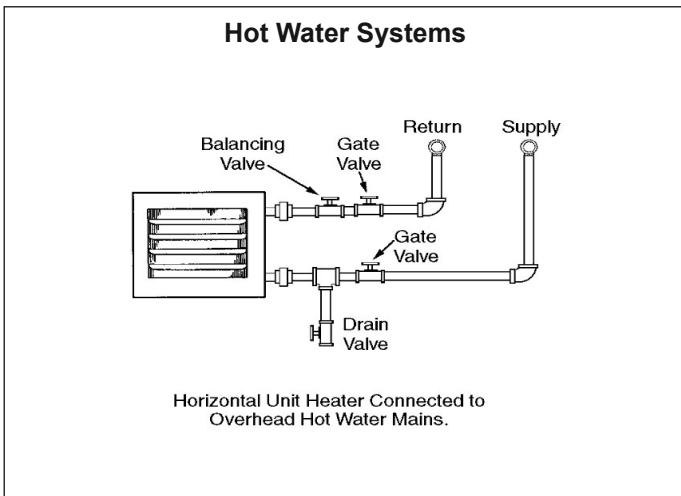 Hot Water Systems
Return
Supply
Balancing
Valve
Gate
Valve
Gate
Valve
Drain
Valve
Horizontal Unit Heater Connected to
Overhead Hot Water Mains.